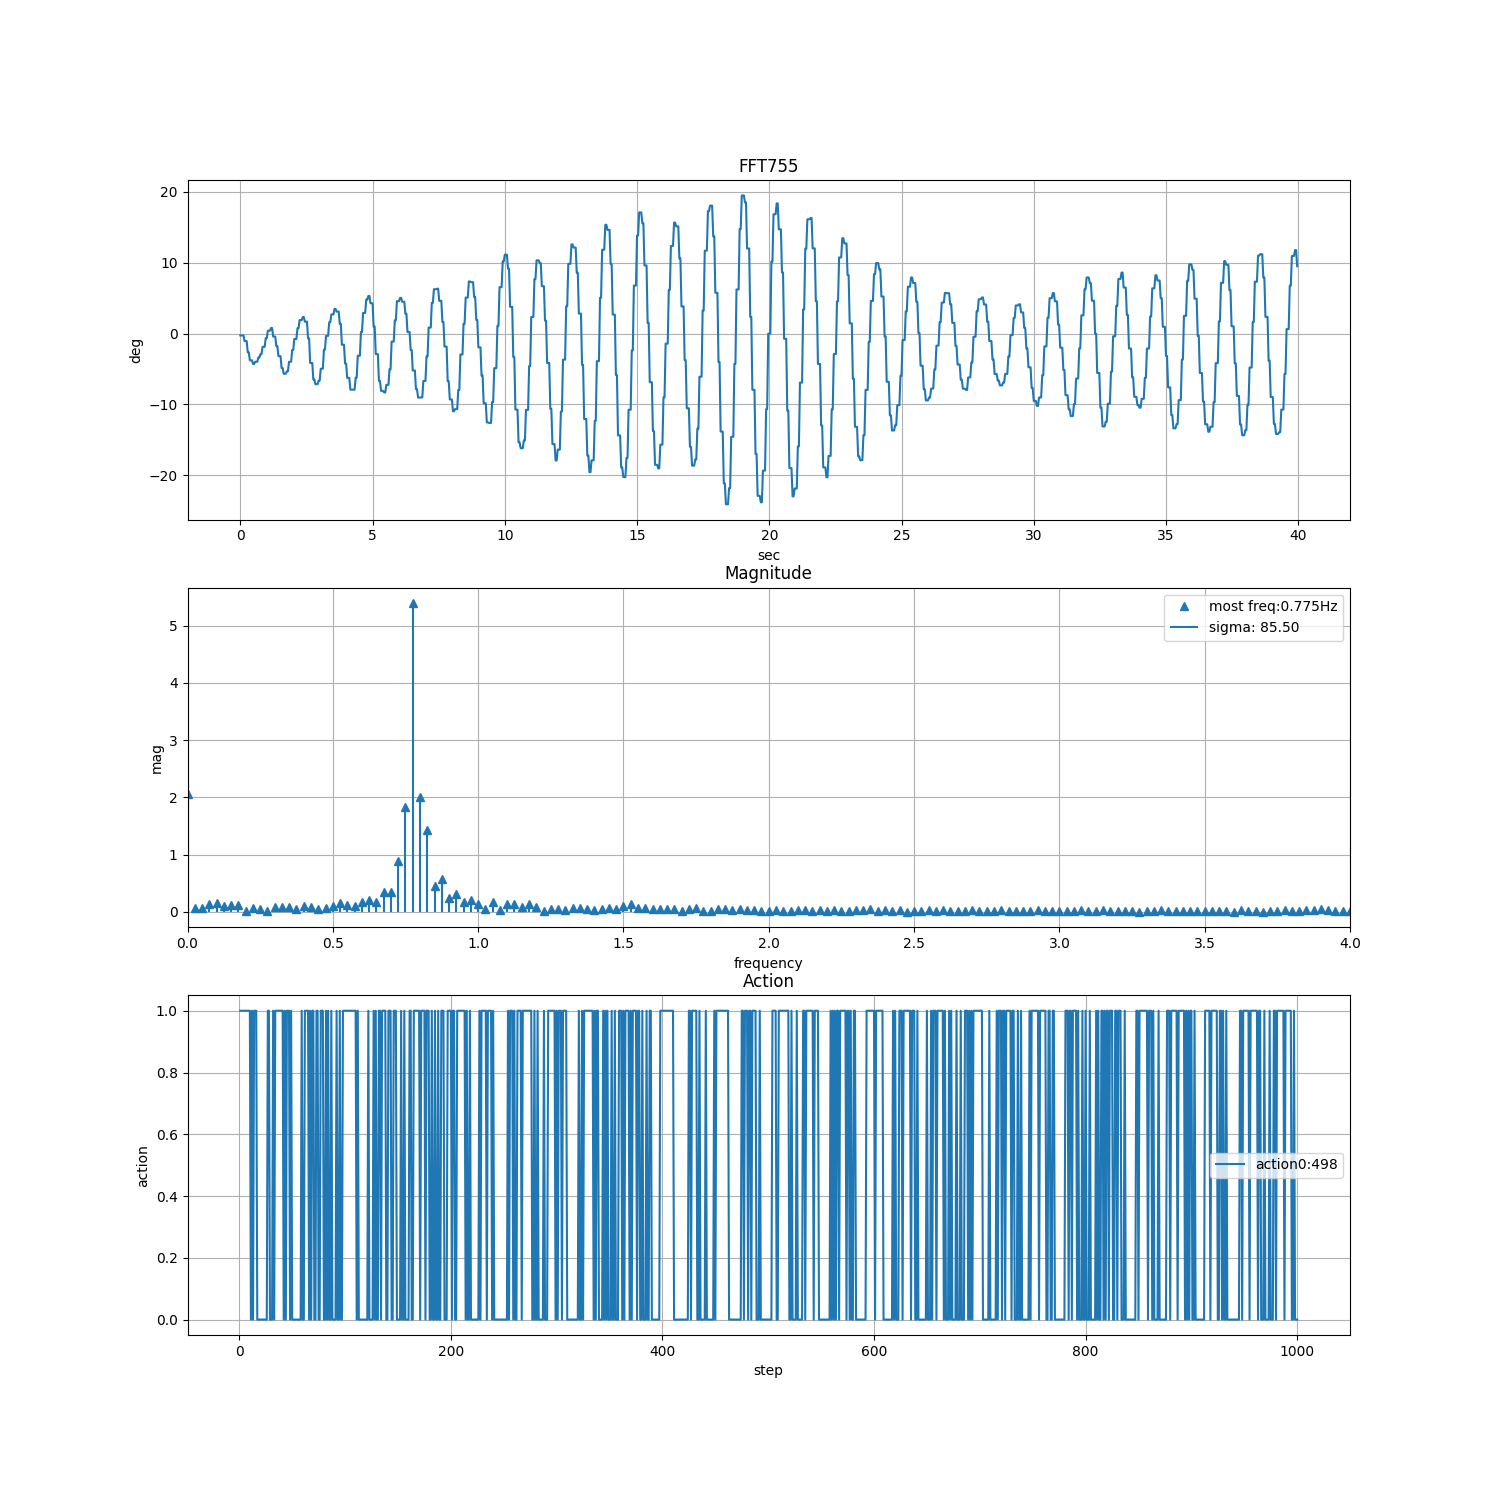 FFT755
20
10
0
−10
−20
deg
0 5 10 15 20 25 30 35 40
sec
Magnitude
most freq:0.775Hz
sigma: 85.50
5
4
3
2
1
0
mag
0.0 0.5 1.0 1.5 2.0 2.5 3.0 3.5 4.0
frequency
Action
1.0
0.8
0.6
0.4
0.2
0.0
action
action0:498
0 200 400 600 800 1000
step